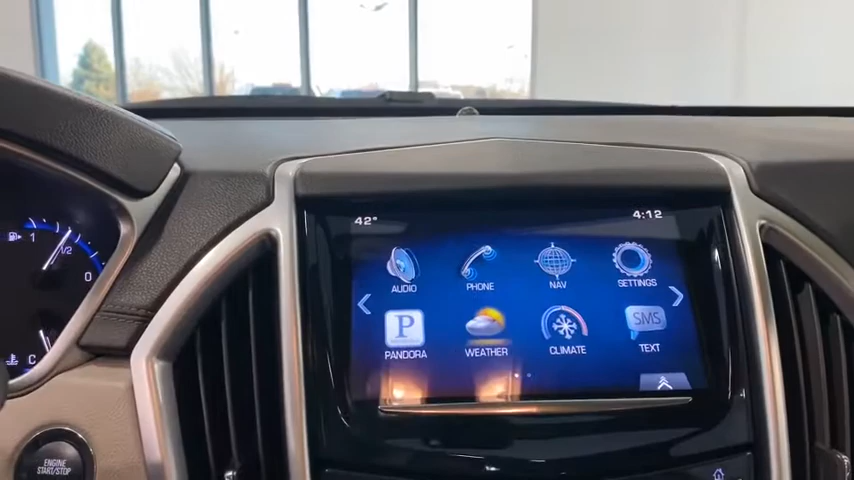 42° 4:12
AUDIO PHONE NAV SETTINGS
P SMS
PANDORA WEATHER CLIMATE TEXT
1
1/2
0
H
C
ENGINE
START/STOP